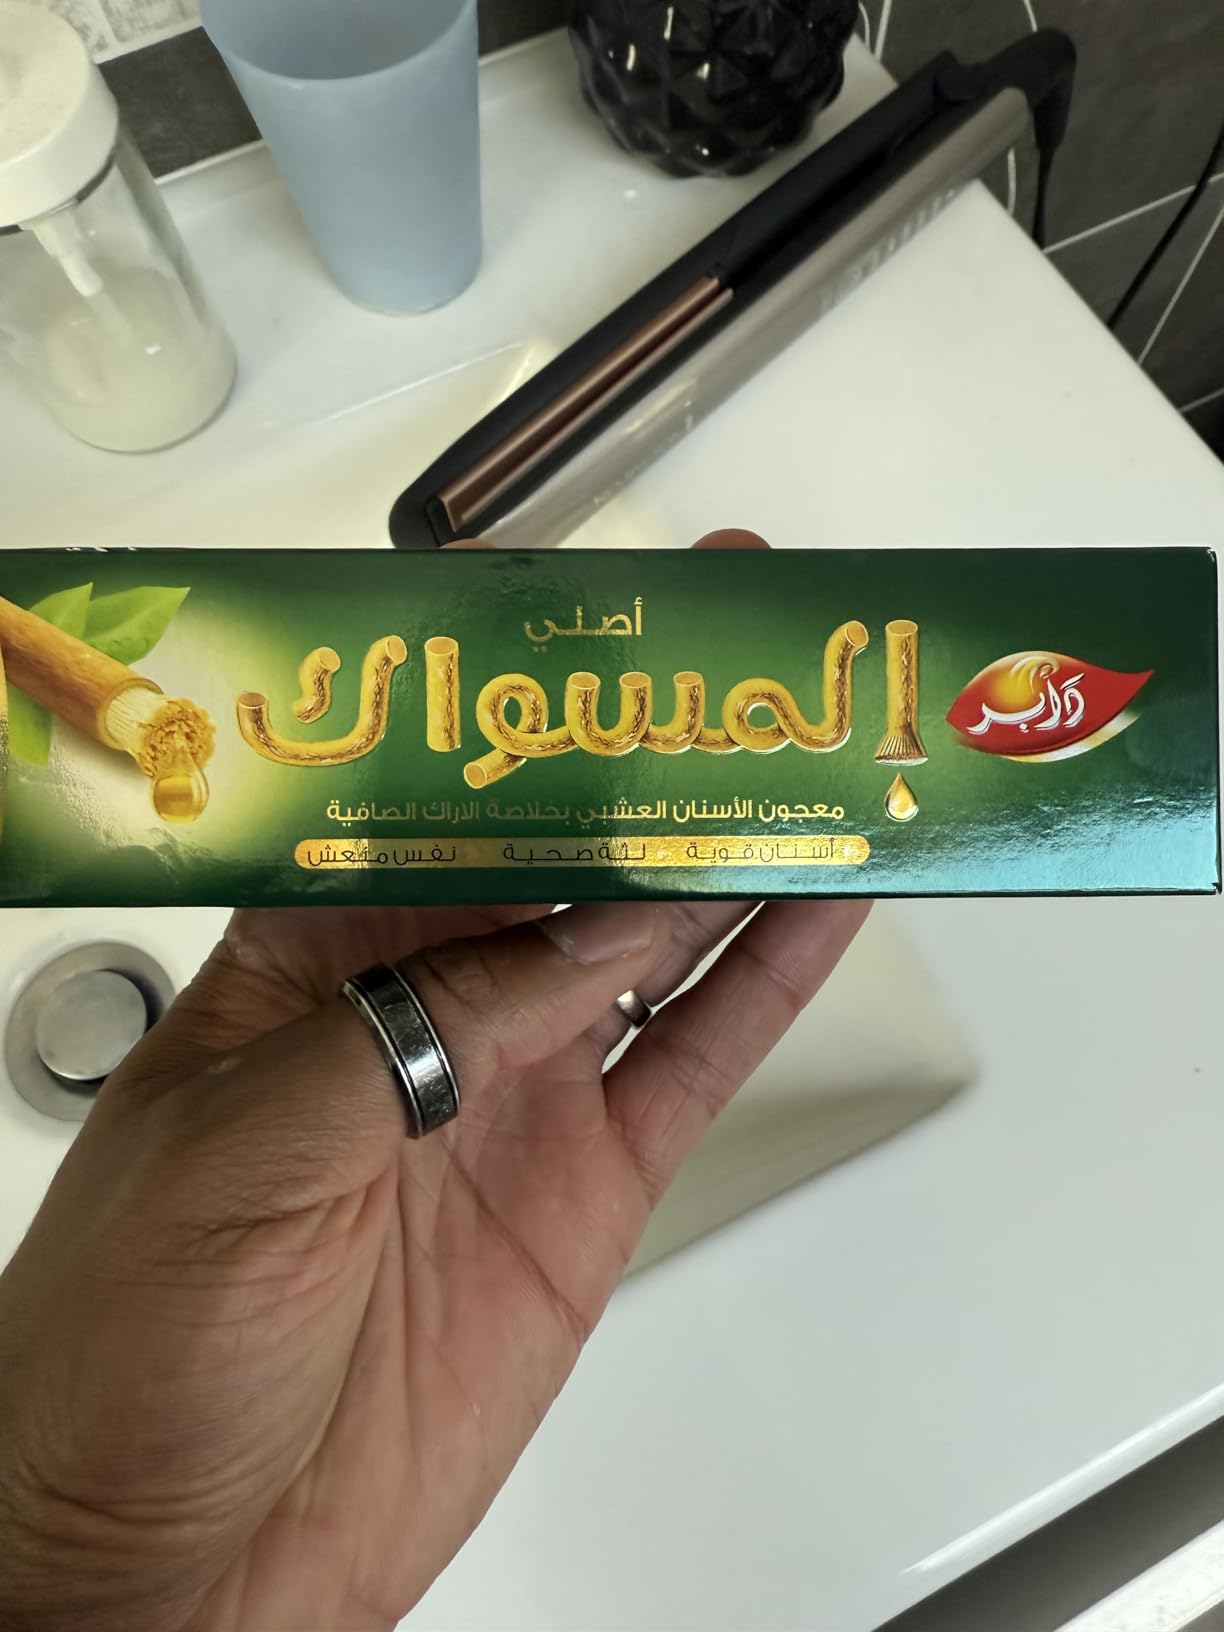 دابر
أصلي
المسواك
معجون الأسنان العشبي بخلاصة الاراك الصافية
أسنان قوية لثة صحية نفس منعش